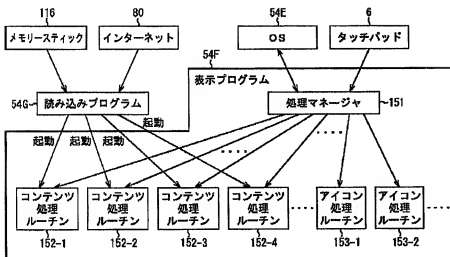 116
80
54E
6
メモリースティック
インターネット
OS
タッチパッド
54F
表示プログラム
54G
読み込みプログラム
処理マネージャ
151
起動
起動
起動
起動
コンテンツ
処理
ルーチン
コンテンツ
処理
ルーチン
コンテンツ
処理
ルーチン
コンテンツ
処理
ルーチン
アイコン
処理
ルーチン
アイコン
処理
ルーチン
152-1
152-2
152-3
152-4
153-1
153-2